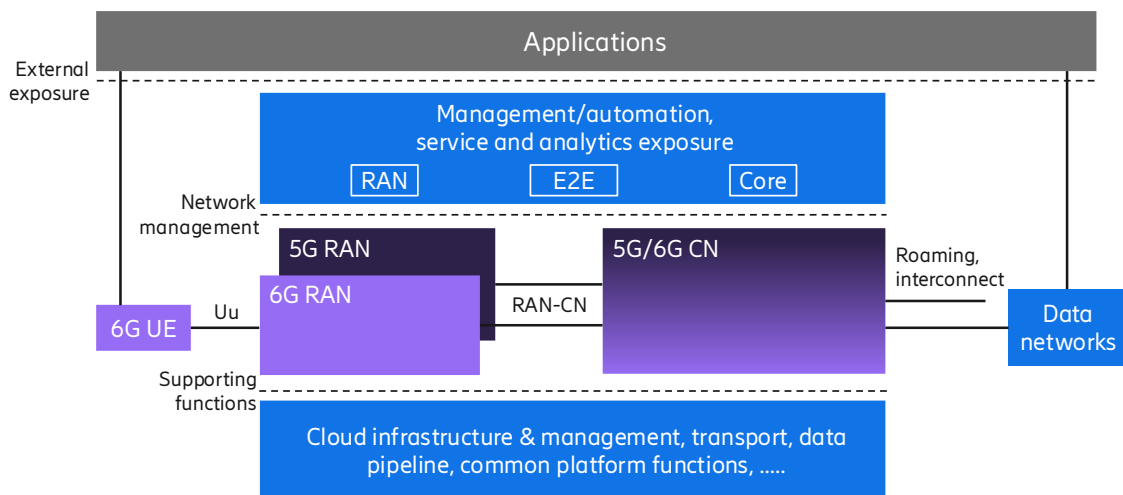 Applications
External
exposure
Management/automation,
service and analytics exposure
RAN
E2E
Core
Network
management
5G RAN
6G RAN
5G/6G CN
Roaming,
interconnect
RAN-CN
Uu
6G UE
Data
networks
Supporting
functions
Cloud infrastructure & management, transport, data
pipeline, common platform functions, .....